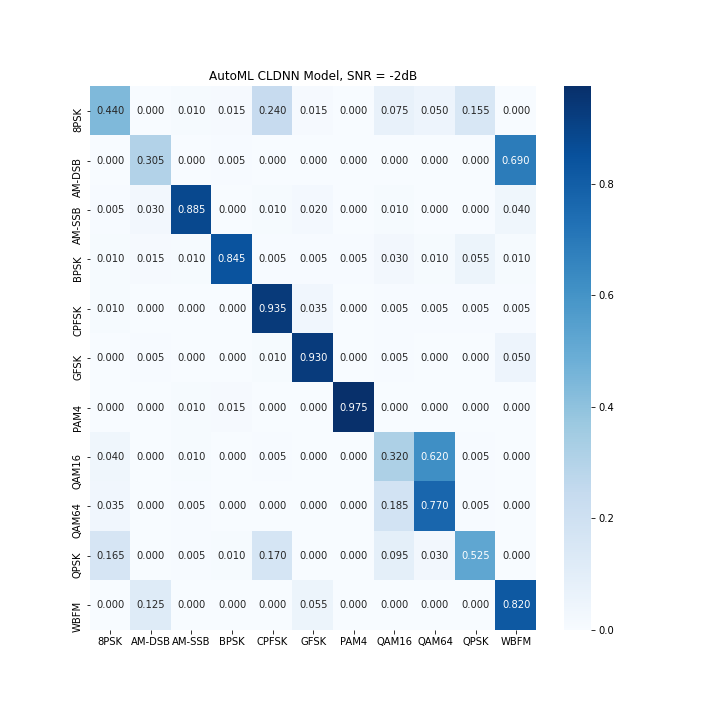 AutoML CLDNN Model, SNR = -2dB
8PSK 0.440 0.000 0.010 0.015 0.240 0.015 0.000 0.075 0.050 0.155 0.000
AM-DSB 0.000 0.305 0.000 0.005 0.000 0.000 0.000 0.000 0.000 0.000 0.690
0.8
AM-SSB 0.005 0.030 0.885 0.000 0.010 0.020 0.000 0.010 0.000 0.000 0.040
BPSK 0.010 0.015 0.010 0.845 0.005 0.005 0.005 0.030 0.010 0.055 0.010
0.6
CPFSK 0.010 0.000 0.000 0.000 0.935 0.035 0.000 0.005 0.005 0.005 0.005
GFSK 0.000 0.005 0.000 0.000 0.010 0.930 0.000 0.005 0.000 0.000 0.050
0.4
PAM4 0.000 0.000 0.010 0.015 0.000 0.000 0.975 0.000 0.000 0.000 0.000
QAM16 0.040 0.000 0.010 0.000 0.005 0.000 0.000 0.320 0.620 0.005 0.000
QAM64 0.035 0.000 0.005 0.000 0.000 0.000 0.000 0.185 0.770 0.005 0.000
0.2
QPSK 0.165 0.000 0.005 0.010 0.170 0.000 0.000 0.095 0.030 0.525 0.000
WBFM 0.000 0.125 0.000 0.000 0.000 0.055 0.000 0.000 0.000 0.000 0.820
0.0
8PSK AM-DSB AM-SSB BPSK CPFSK GFSK PAM4 QAM16 QAM64 QPSK WBFM